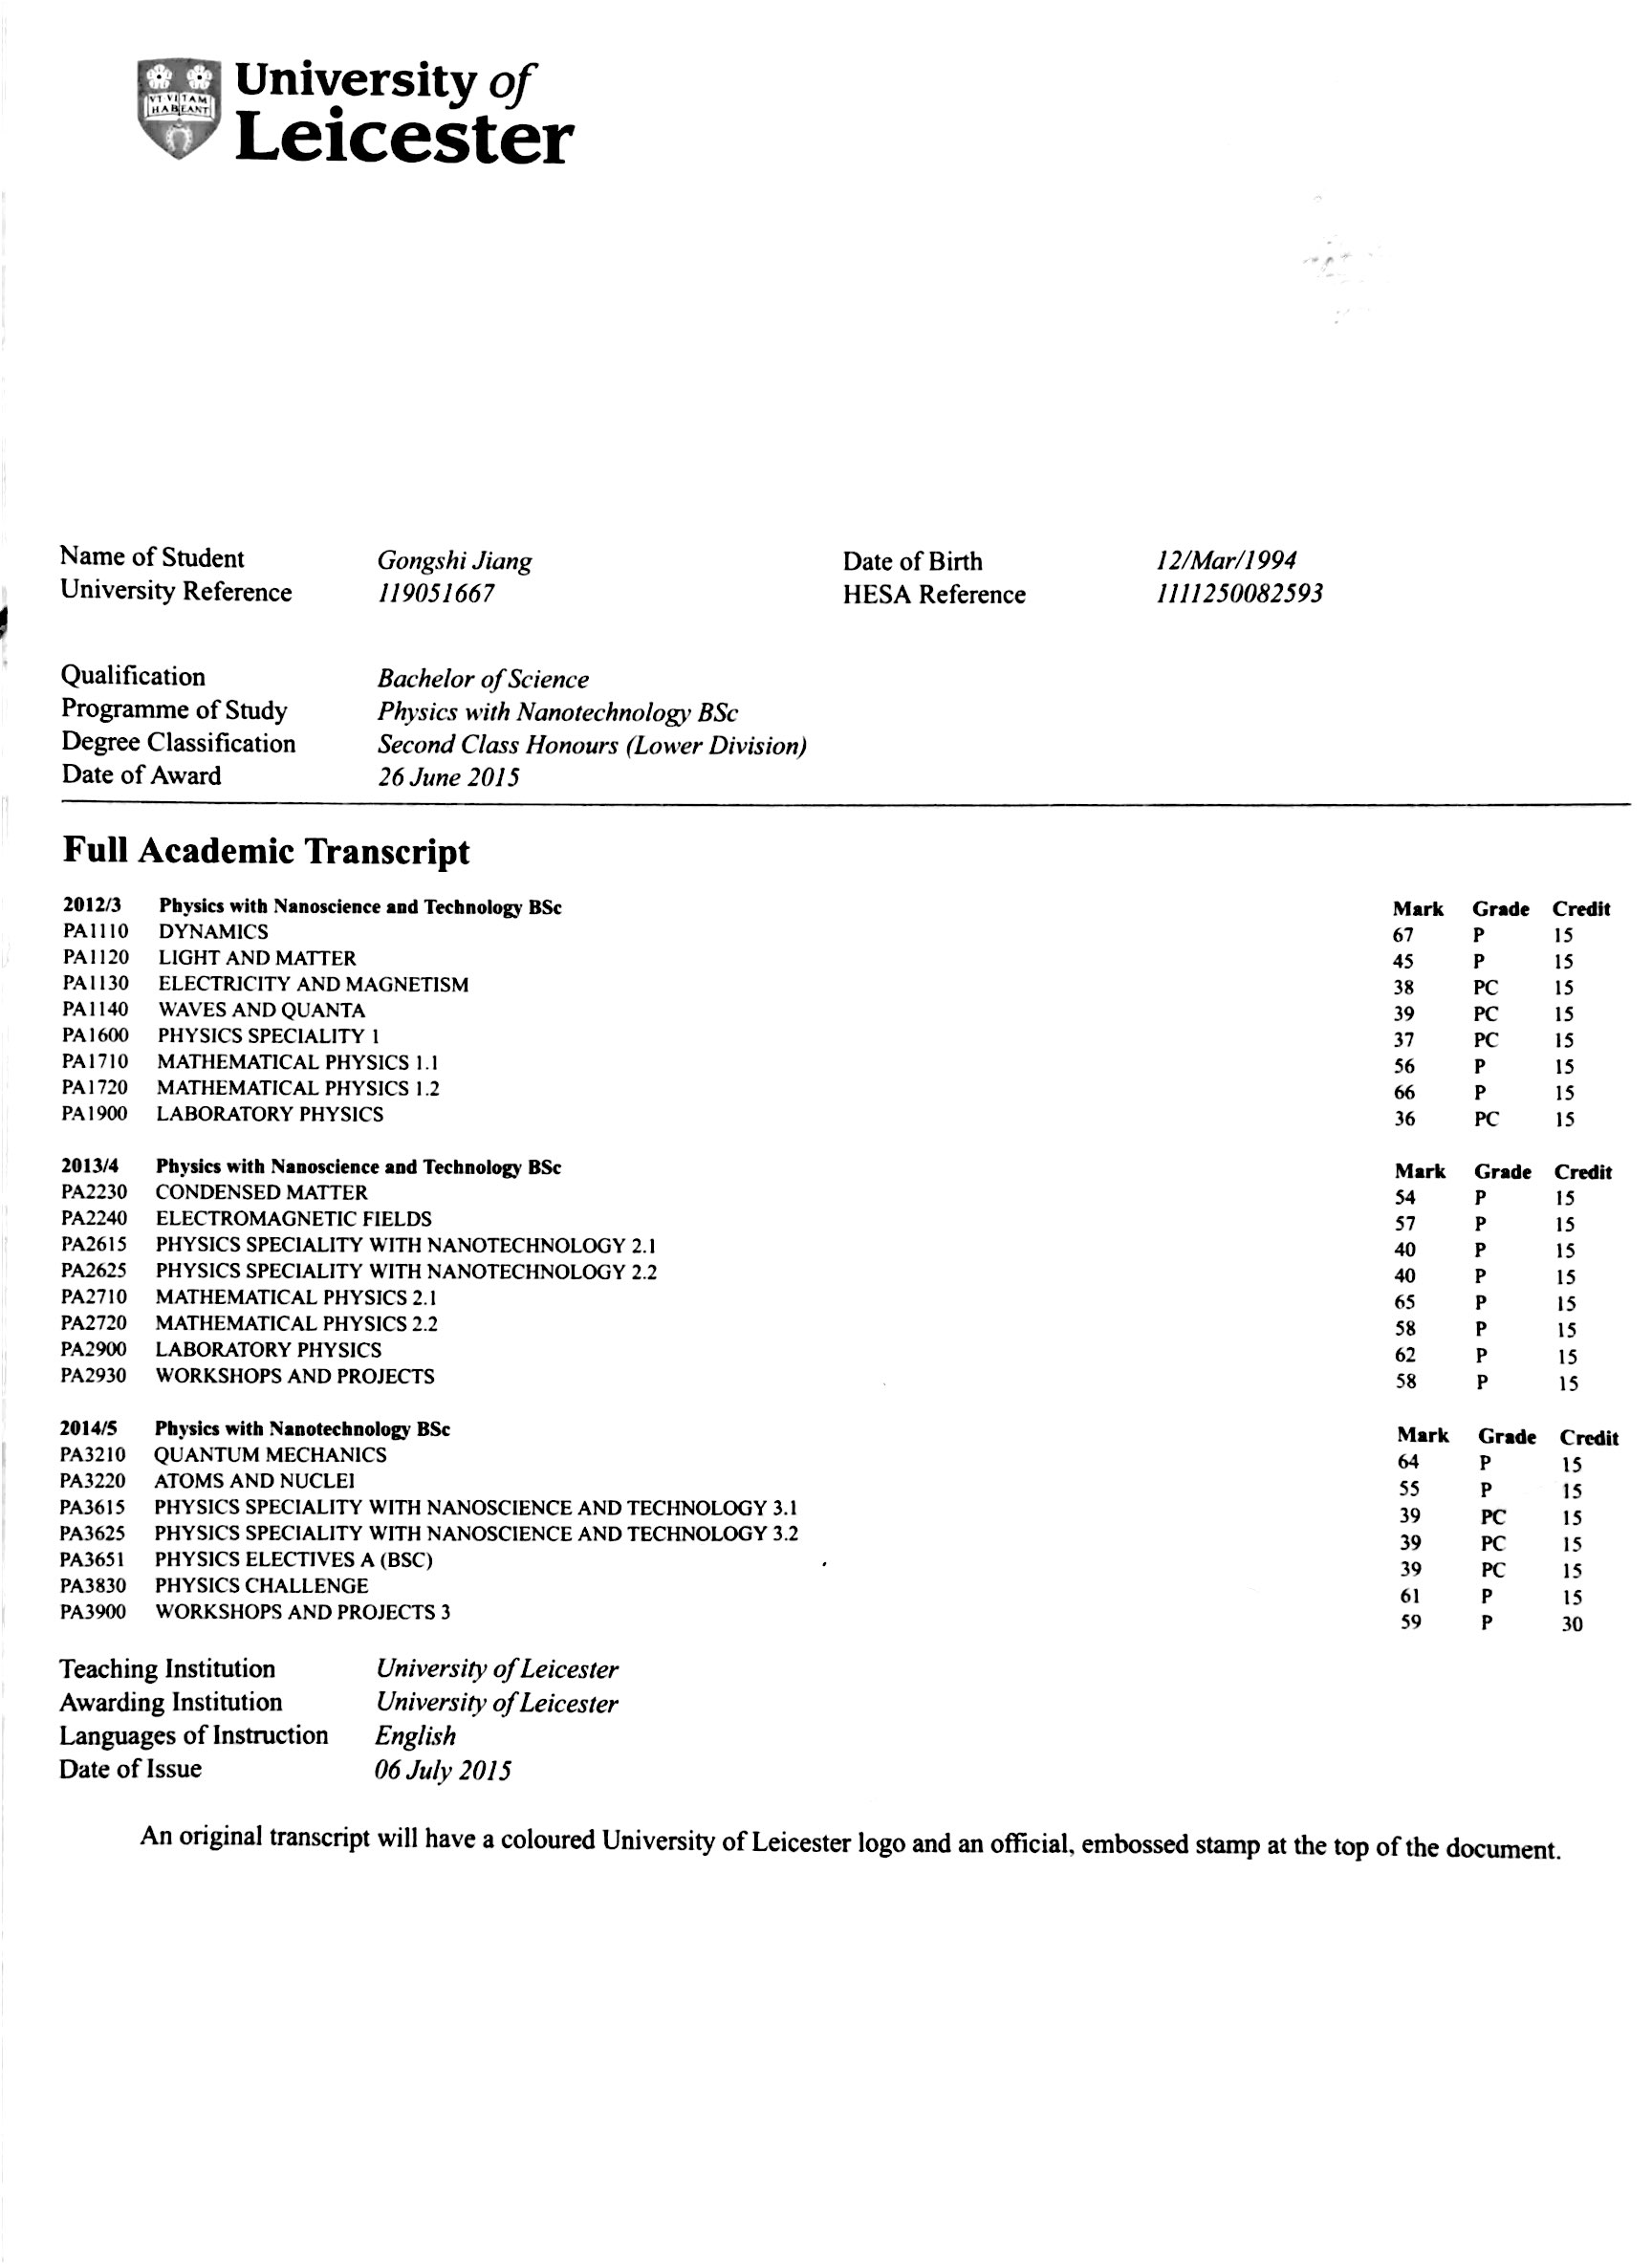 VT VITAM
HABEANT
University of
Leicester
Name of Student Gongshi Jiang Date of Birth 12/Mar/1994
University Reference 119051667 HESA Reference 1111250082593
Qualification Bachelor of Science
Programme of Study Physics with Nanotechnology BSc
Degree Classification Second Class Honours (Lower Division)
Date of Award 26 June 2015
Full Academic Transcript
2012/3 Physics with Nanoscience and Technology BSc Mark Grade Credit
PA1110 DYNAMICS 67 P 15
PA1120 LIGHT AND MATTER 45 P 15
PA1130 ELECTRICITY AND MAGNETISM 38 PC 15
PA1140 WAVES AND QUANTA 39 PC 15
PA1600 PHYSICS SPECIALITY 1 37 PC 15
PA1710 MATHEMATICAL PHYSICS 1.1 56 P 15
PA1720 MATHEMATICAL PHYSICS 1.2 66 P 15
PA1900 LABORATORY PHYSICS 36 PC 15
2013/4 Physics with Nanoscience and Technology BSc Mark Grade Credit
PA2230 CONDENSED MATTER 54 P 15
PA2240 ELECTROMAGNETIC FIELDS 57 P 15
PA2615 PHYSICS SPECIALITY WITH NANOTECHNOLOGY 2.1 40 P 15
PA2625 PHYSICS SPECIALITY WITH NANOTECHNOLOGY 2.2 40 P 15
PA2710 MATHEMATICAL PHYSICS 2.1 65 P 15
PA2720 MATHEMATICAL PHYSICS 2.2 58 P 15
PA2900 LABORATORY PHYSICS 62 P 15
PA2930 WORKSHOPS AND PROJECTS 58 P 15
2014/5 Physics with Nanotechnology BSc Mark Grade Credit
PA3210 QUANTUM MECHANICS 64 P 15
PA3220 ATOMS AND NUCLEI 55 P 15
PA3615 PHYSICS SPECIALITY WITH NANOSCIENCE AND TECHNOLOGY 3.1 39 PC 15
PA3625 PHYSICS SPECIALITY WITH NANOSCIENCE AND TECHNOLOGY 3.2 39 PC 15
PA3651 PHYSICS ELECTIVES A (BSC) 39 PC 15
PA3830 PHYSICS CHALLENGE 61 P 15
PA3900 WORKSHOPS AND PROJECTS 3 59 P 30
Teaching Institution University of Leicester
Awarding Institution University of Leicester
Languages of Instruction English
Date of Issue 06 July 2015
An original transcript will have a coloured University of Leicester logo and an official, embossed stamp at the top of the document.